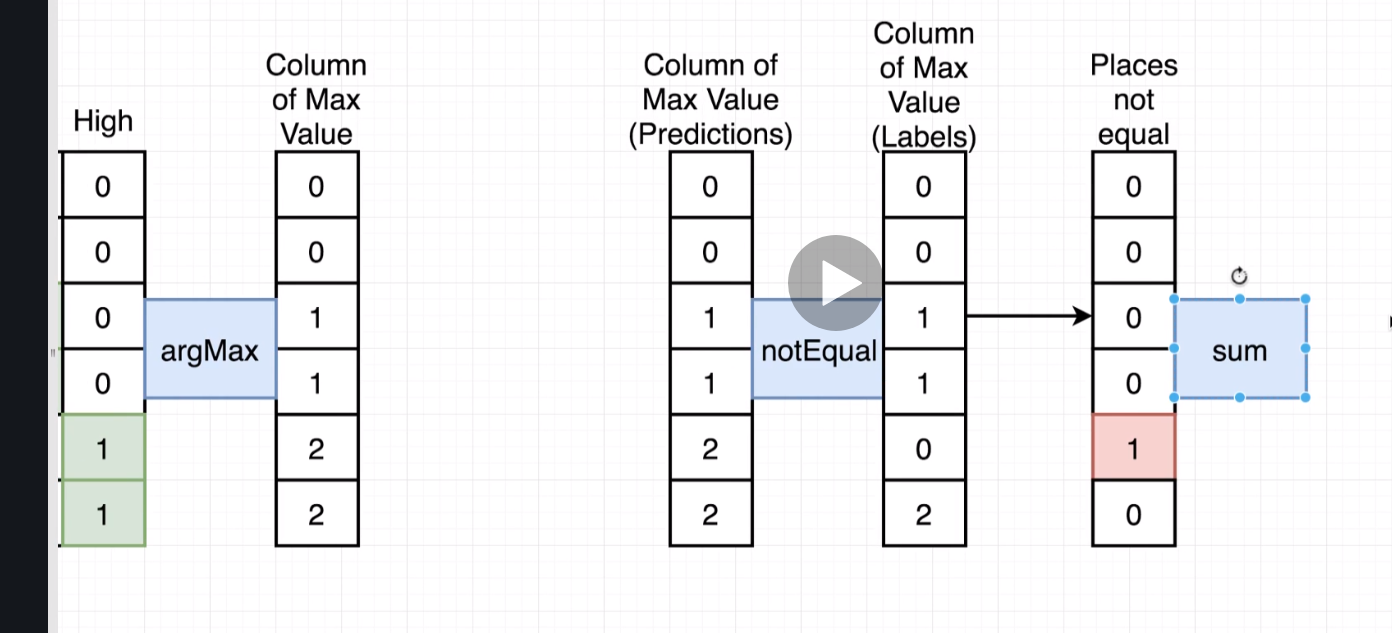 High
0
0
0
0
1
1
argMax
Column
of Max
Value
0
0
1
1
2
2
Column of
Max Value
(Predictions)
0
0
1
1
2
2
notEqual
Column
of Max
Value
(Labels)
0
0
1
1
0
2
Places
not
equal
0
0
0
0
1
0
sum